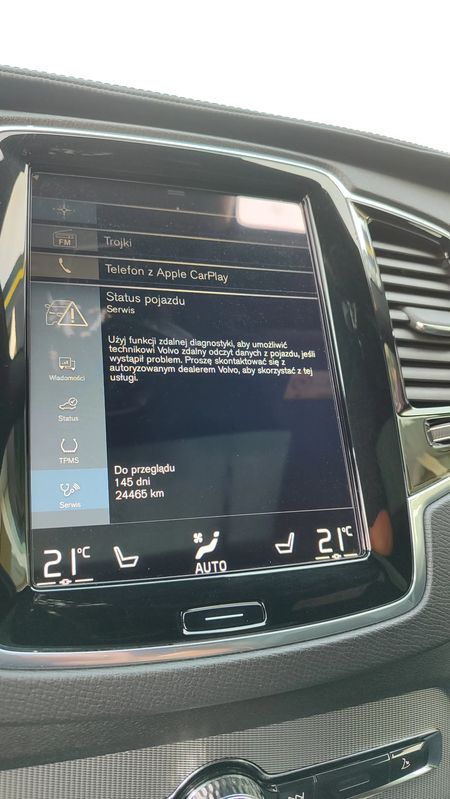 FM
Trojki
Telefon z Apple CarPlay
Status pojazdu
Serwis
Użyj funkcji zdalnej diagnostyki, aby umożliwić
technikowi Volvo zdalny odczyt danych z pojazdu, jeśli
wystąpił problem. Proszę skontaktować się z
autoryzowanym dealerem Volvo, aby skorzystać z tej
usługi.
Wiadomości
Status
TPMS
Serwis
Do przeglądu
145 dni
24465 km
21°C
AUTO
21°C